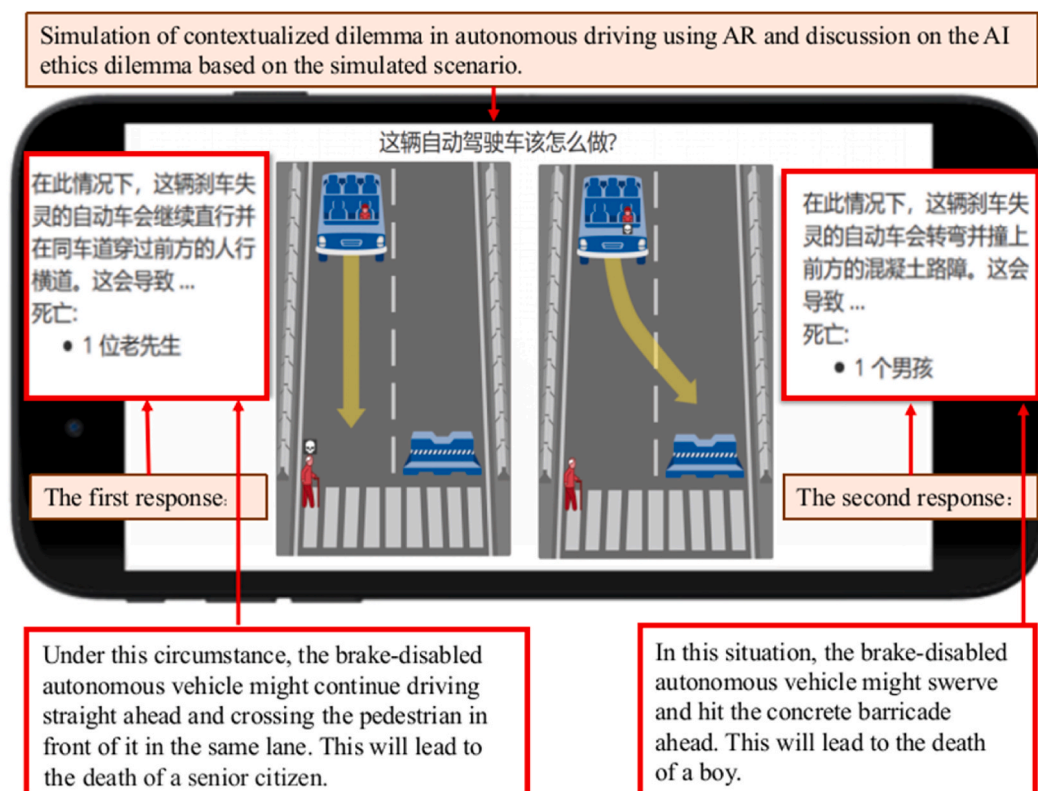 Simulation of contextualized dilemma in autonomous driving using AR and discussion on the AI
ethics dilemma based on the simulated scenario.
这辆自动驾驶车该怎么做?
在此情况下，这辆刹车失
灵的自动车会继续直行并
在同车道穿过前方的人行
横道。这会导致 ...
死亡:
• 1 位老先生
在此情况下，这辆刹车失
灵的自动车会转弯并撞上
前方的混凝土路障。这会
导致 ...
死亡:
• 1 个男孩
The first response:
The second response:
Under this circumstance, the brake-disabled
autonomous vehicle might continue driving
straight ahead and crossing the pedestrian in
front of it in the same lane. This will lead to
the death of a senior citizen.
In this situation, the brake-disabled
autonomous vehicle might swerve
and hit the concrete barricade
ahead. This will lead to the death
of a boy.